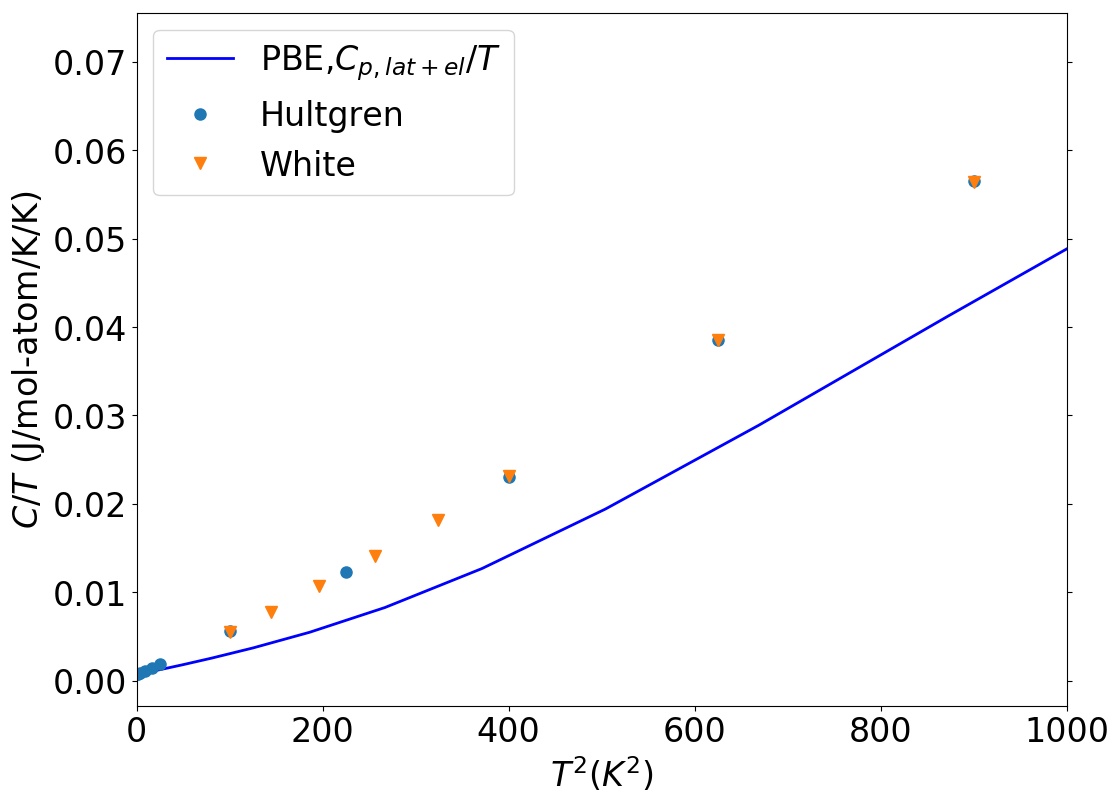 PBE,$C_{p,lat+el}/T$
Hultgren
White
C/T (J/mol-atom/K/K)
0.07
0.06
0.05
0.04
0.03
0.02
0.01
0.00
0 200 400 600 800 1000
$T^2(K^2)$